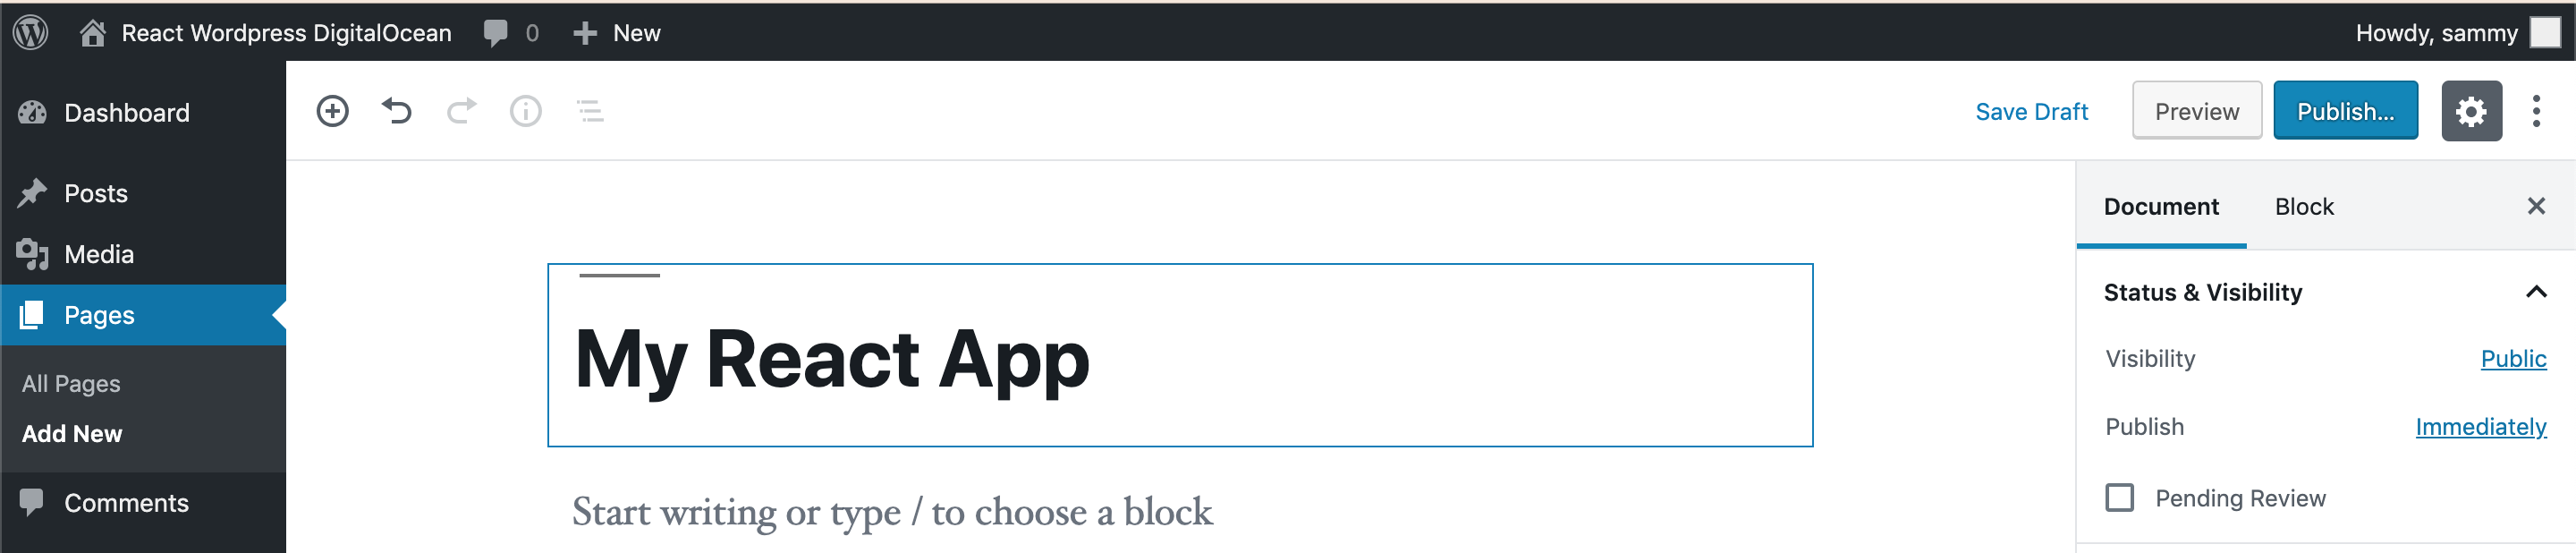 React Wordpress DigitalOcean 0 New Howdy, sammy
Dashboard
Posts
Media
Pages
All Pages
Add New
Comments
Save Draft Preview Publish...
My React App
Start writing or type / to choose a block
Document Block
Status & Visibility
Visibility Public
Publish Immediately
Pending Review